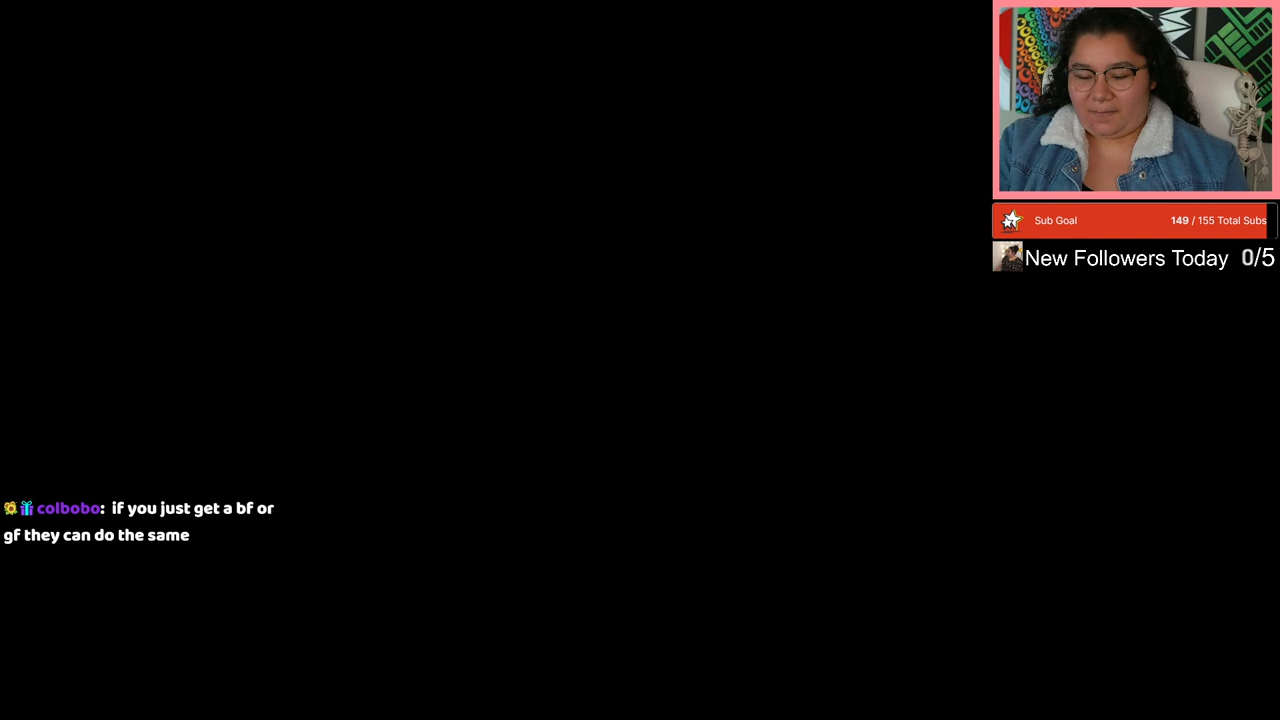 Sub Goal 149 / 155 Total Subs
New Followers Today 0/5
colbobo: if you just get a bf or
gf they can do the same